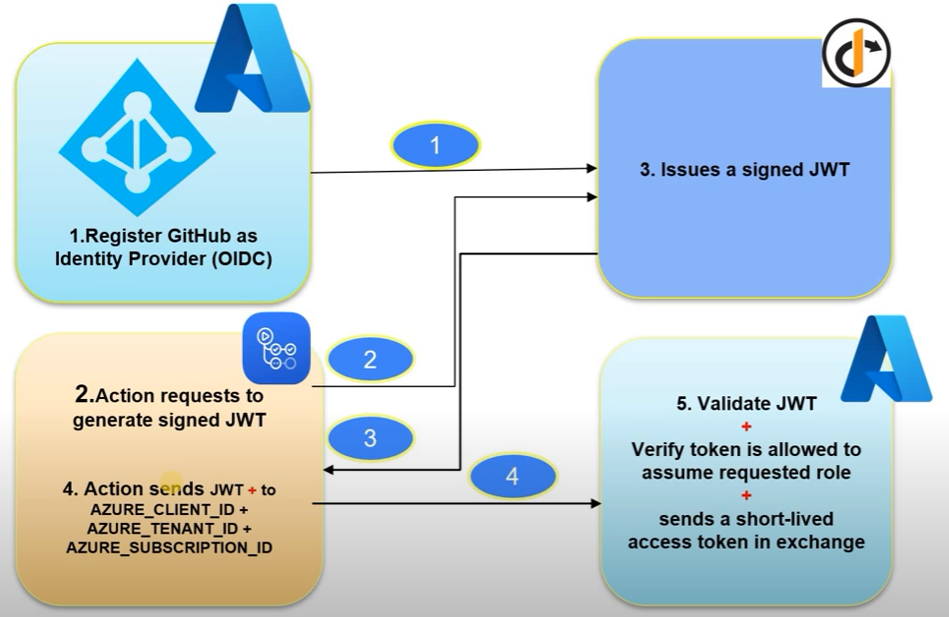 1.Register GitHub as
Identity Provider (OIDC)
1
3. Issues a signed JWT
2
2.Action requests to
generate signed JWT
3
4. Action sends JWT + to
AZURE_CLIENT_ID +
AZURE_TENANT_ID +
AZURE_SUBSCRIPTION_ID
4
5. Validate JWT
+
Verify token is allowed to
assume requested role
+
sends a short-lived
access token in exchange